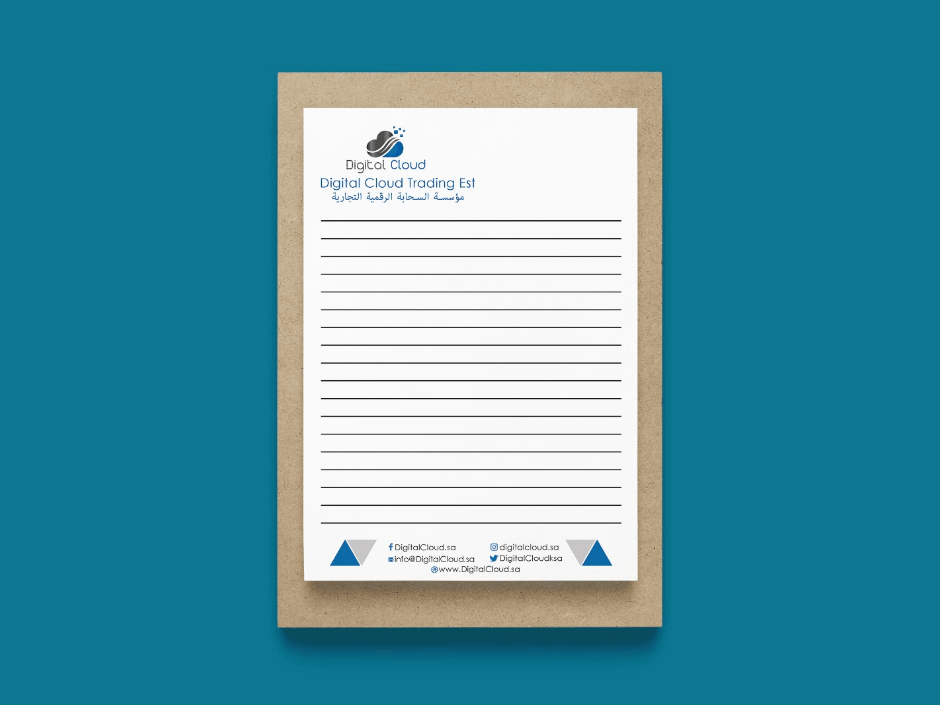 Digital Cloud
Digital Cloud Trading Est
مؤسسة السحابة الرقمية التجارية
DigitalCloud.sa
digitalcloud.sa
info@DigitalCloud.sa
DigitalCloudksa
www.DigitalCloud.sa